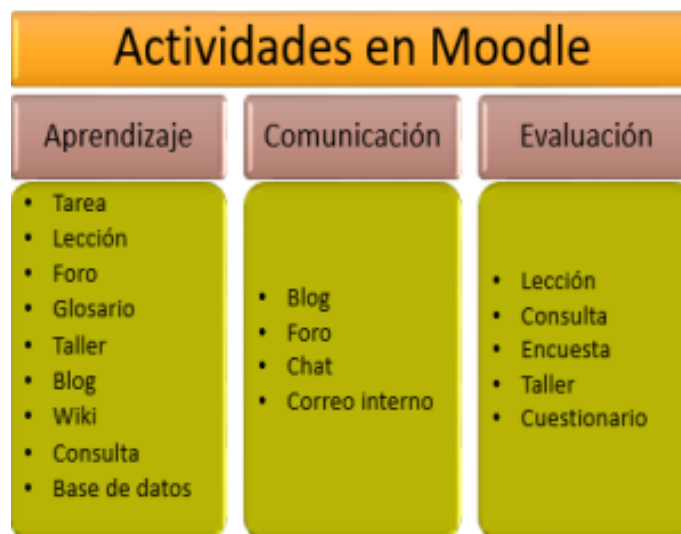 Actividades en Moodle
Aprendizaje
• Tarea
• Lección
• Foro
• Glosario
• Taller
• Blog
• Wiki
• Consulta
• Base de datos
Comunicación
• Blog
• Foro
• Chat
• Correo interno
Evaluación
• Lección
• Consulta
• Encuesta
• Taller
• Cuestionario